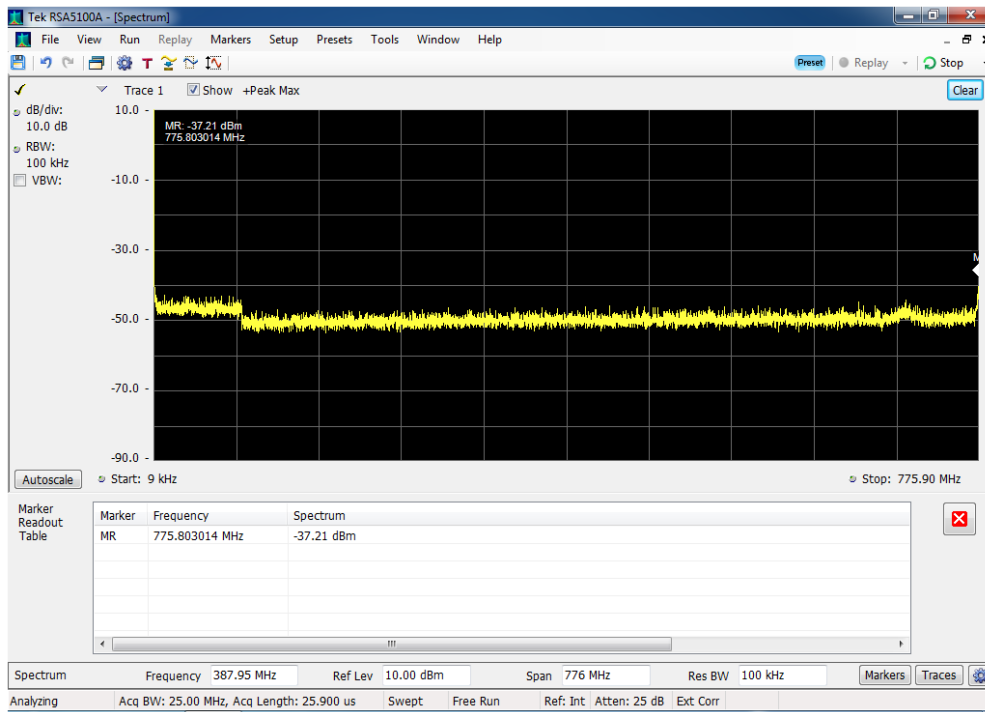 Tek RSA5100A - [Spectrum]
File View Run Replay Markers Setup Presets Tools Window Help
T Preset Replay Stop
Trace 1 Show +Peak Max Clear
dB/div:
10.0 dB
RBW:
100 kHz
VBW:
10.0 -
MR: -37.21 dBm
775.803014 MHz
-10.0 -
-30.0 -
M
-50.0 -
-70.0 -
-90.0 -
Autoscale Start: 9 kHz Stop: 775.90 MHz
Marker
Readout
Table
Marker Frequency Spectrum
MR 775.803014 MHz -37.21 dBm
Spectrum Frequency 387.95 MHz Ref Lev 10.00 dBm Span 776 MHz Res BW 100 kHz Markers Traces
Analyzing Acq BW: 25.00 MHz, Acq Length: 25.900 us Swept Free Run Ref: Int Atten: 25 dB Ext Corr